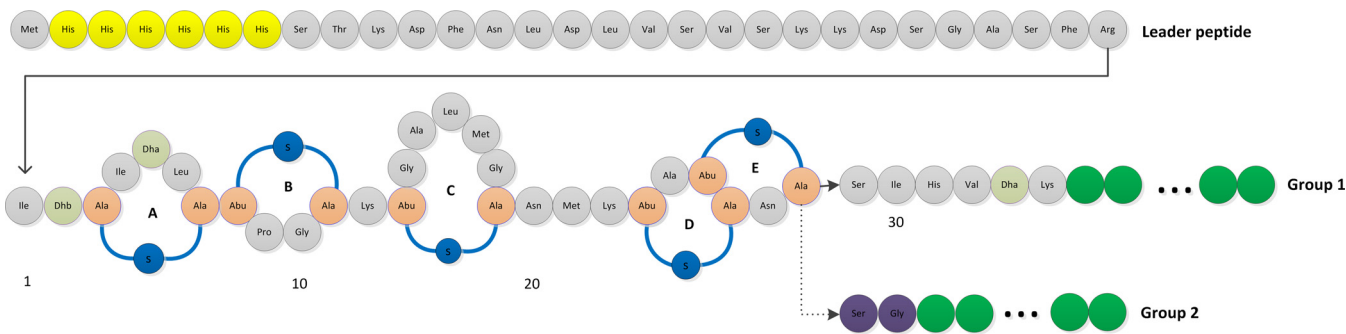 Met His His His His His His Ser Thr Lys Asp Phe Asn Leu Asp Leu Val Ser Val Ser Lys Lys Asp Ser Gly Ala Ser Phe Arg Leader peptide
Leu
Ala Met S
Dha S
B Gly Gly E
Ile Leu Ala Abu
Ala Ser Ile His Val Dha Lys ... Group 1
Ile Dhb Ala A Ala Abu Ala Lys Abu C Ala Asn Met Lys Abu D Ala Asn
Pro Gly 30
S S S
1 10 20
Ser Gly ... Group 2